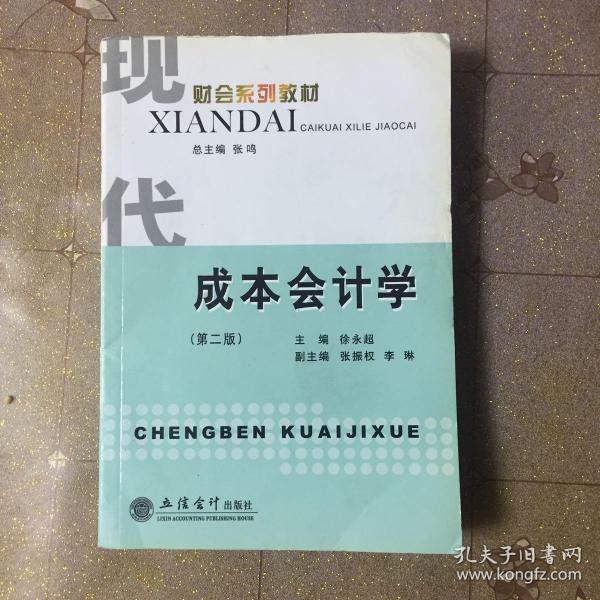 现代
财会系列教材
XIANDAI CAIKUAI XILIE JIAOCAI
总主编 张鸣
成本会计学
（第二版）
主 编 徐永超
副主编 张振权 李琳
CHENGBEN KUAIJIXUE
立信会计出版社
LIXIN ACCOUNTING PUBLISHING HOUSE
孔夫子旧书网
www.kongfz.com